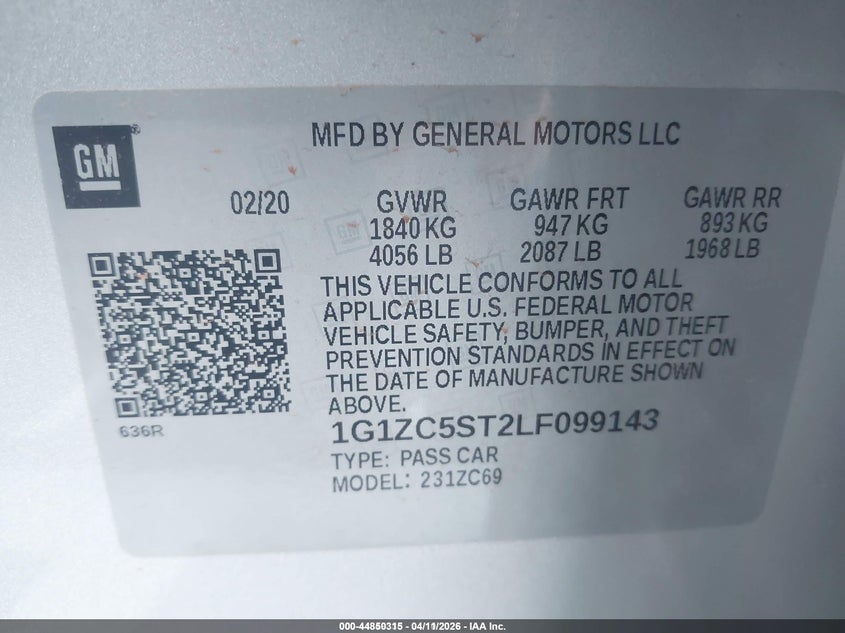 GM
MFD BY GENERAL MOTORS LLC
02/20 GVWR GAWR FRT GAWR RR
1840 KG 947 KG 893 KG
4056 LB 2087 LB 1968 LB
THIS VEHICLE CONFORMS TO ALL
APPLICABLE U.S. FEDERAL MOTOR
VEHICLE SAFETY, BUMPER, AND THEFT
PREVENTION STANDARDS IN EFFECT ON
THE DATE OF MANUFACTURE SHOWN
ABOVE.
636R
1G1ZC5ST2LF099143
TYPE: PASS CAR
MODEL: 231ZC69
000-44850315 - 04/11/2026 - IAA Inc.